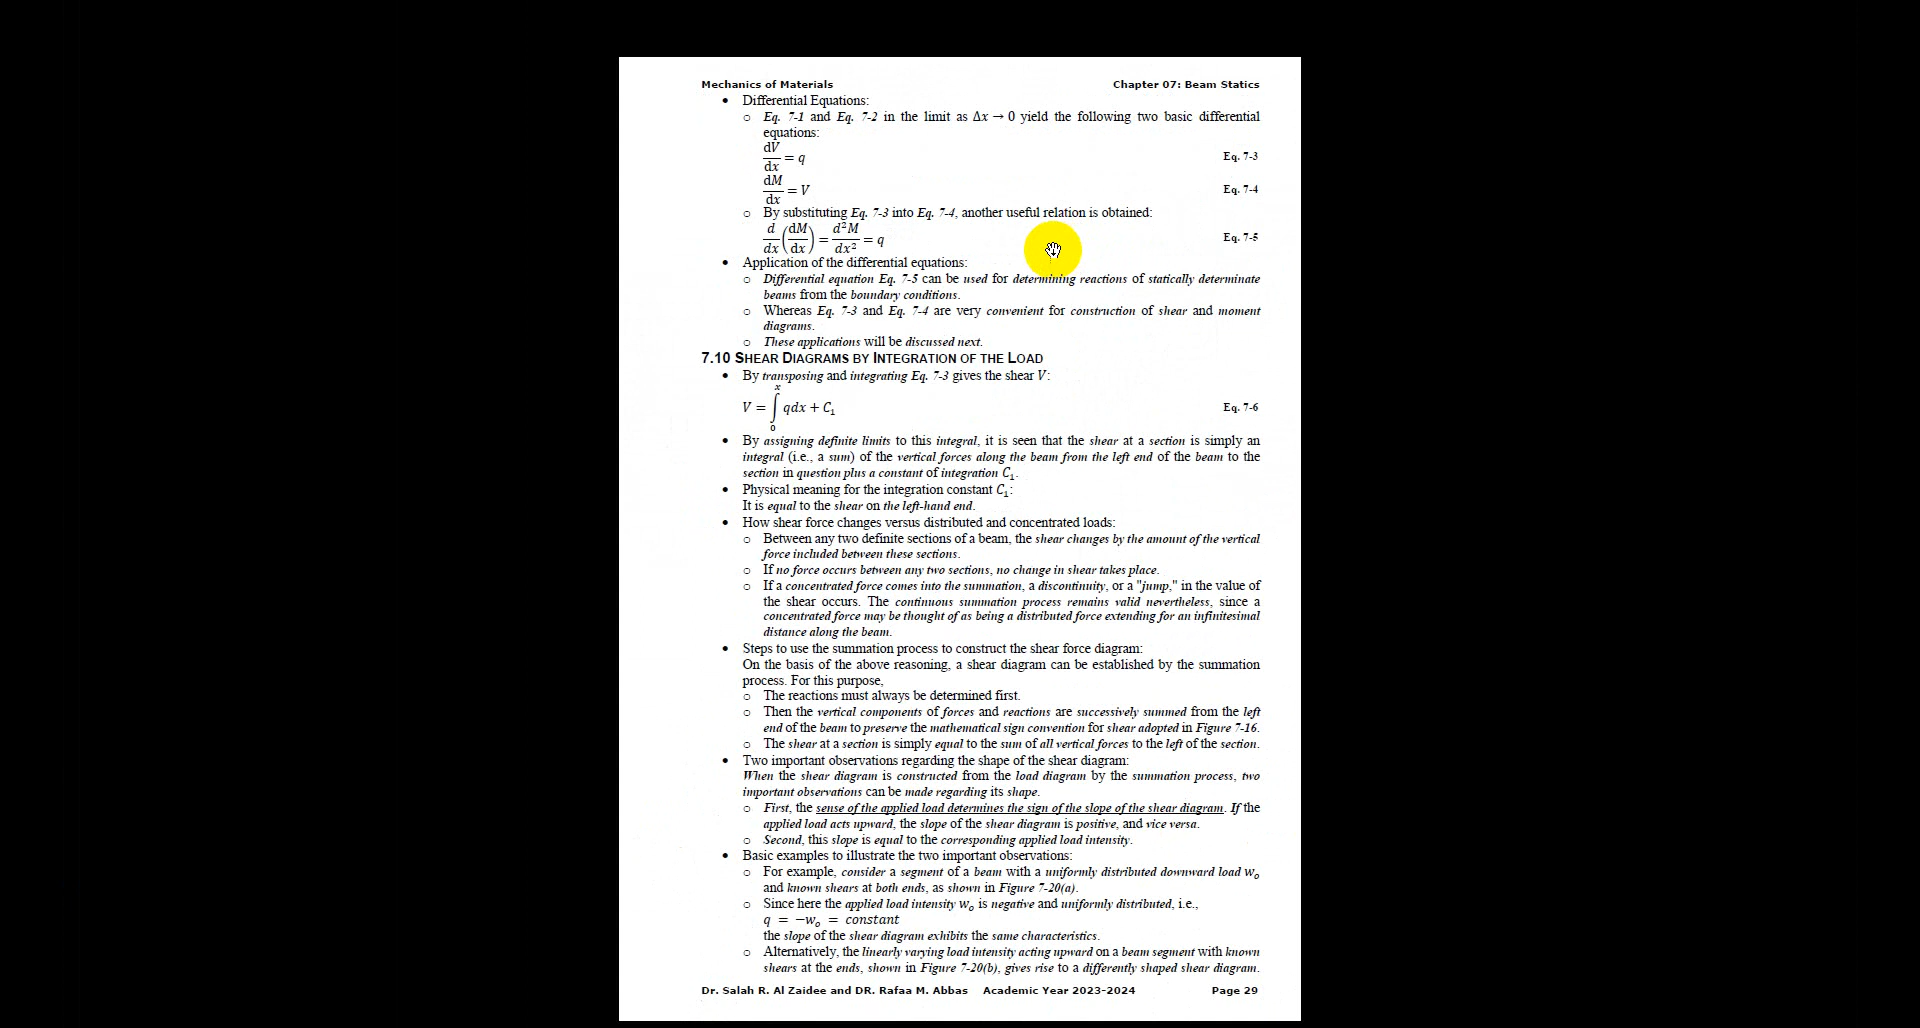 Mechanics of Materials Chapter 07: Beam Statics
• Differential Equations:
o Eq. 7-1 and Eq. 7-2 in the limit as Δx → 0 yield the following two basic differential
equations:
dV/dx = q Eq. 7-3
dM/dx = V Eq. 7-4
o By substituting Eq. 7-3 into Eq. 7-4, another useful relation is obtained:
d/dx (dM/dx) = d²M/dx² = q Eq. 7-5
• Application of the differential equations:
o Differential equation Eq. 7-5 can be used for determining reactions of statically determinate
beams from the boundary conditions.
o Whereas Eq. 7-3 and Eq. 7-4 are very convenient for construction of shear and moment
diagrams.
o These applications will be discussed next.
7.10 SHEAR DIAGRAMS BY INTEGRATION OF THE LOAD
• By transposing and integrating Eq. 7-3 gives the shear V:
V = ∫₀ˣ qdx + C₁ Eq. 7-6
• By assigning definite limits to this integral, it is seen that the shear at a section is simply an
integral (i.e., a sum) of the vertical forces along the beam from the left end of the beam to the
section in question plus a constant of integration C₁.
• Physical meaning for the integration constant C₁:
It is equal to the shear on the left-hand end.
• How shear force changes versus distributed and concentrated loads:
o Between any two definite sections of a beam, the shear changes by the amount of the vertical
force included between these sections.
o If no force occurs between any two sections, no change in shear takes place.
o If a concentrated force comes into the summation, a discontinuity, or a "jump," in the value of
the shear occurs. The continuous summation process remains valid nevertheless, since a
concentrated force may be thought of as being a distributed force extending for an infinitesimal
distance along the beam.
• Steps to use the summation process to construct the shear force diagram:
On the basis of the above reasoning, a shear diagram can be established by the summation
process. For this purpose,
o The reactions must always be determined first.
o Then the vertical components of forces and reactions are successively summed from the left
end of the beam to preserve the mathematical sign convention for shear adopted in Figure 7-16.
o The shear at a section is simply equal to the sum of all vertical forces to the left of the section.
• Two important observations regarding the shape of the shear diagram:
When the shear diagram is constructed from the load diagram by the summation process, two
important observations can be made regarding its shape.
o First, the sense of the applied load determines the sign of the slope of the shear diagram. If the
applied load acts upward, the slope of the shear diagram is positive, and vice versa.
o Second, this slope is equal to the corresponding applied load intensity.
• Basic examples to illustrate the two important observations:
o For example, consider a segment of a beam with a uniformly distributed downward load wₒ
and known shears at both ends, as shown in Figure 7-20(a).
o Since here the applied load intensity wₒ is negative and uniformly distributed, i.e.,
q = −wₒ = constant
the slope of the shear diagram exhibits the same characteristics.
o Alternatively, the linearly varying load intensity acting upward on a beam segment with known
shears at the ends, shown in Figure 7-20(b), gives rise to a differently shaped shear diagram.
Dr. Salah R. Al Zaidee and DR. Rafaa M. Abbas Academic Year 2023-2024 Page 29